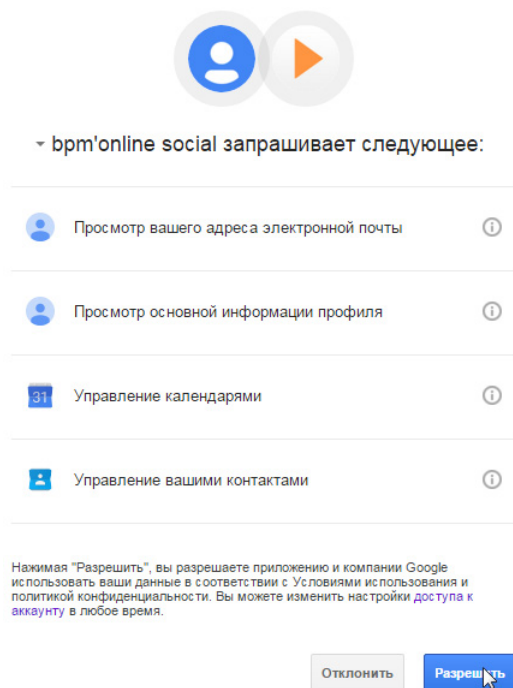 bpm'online social запрашивает следующее:
Просмотр вашего адреса электронной почты
Просмотр основной информации профиля
31
Управление календарями
Управление вашими контактами
Нажимая "Разрешить", вы разрешаете приложению и компании Google
использовать ваши данные в соответствии с Условиями использования и
политикой конфиденциальности. Вы можете изменить настройки доступа к
аккаунту в любое время.
Отклонить
Разрешить